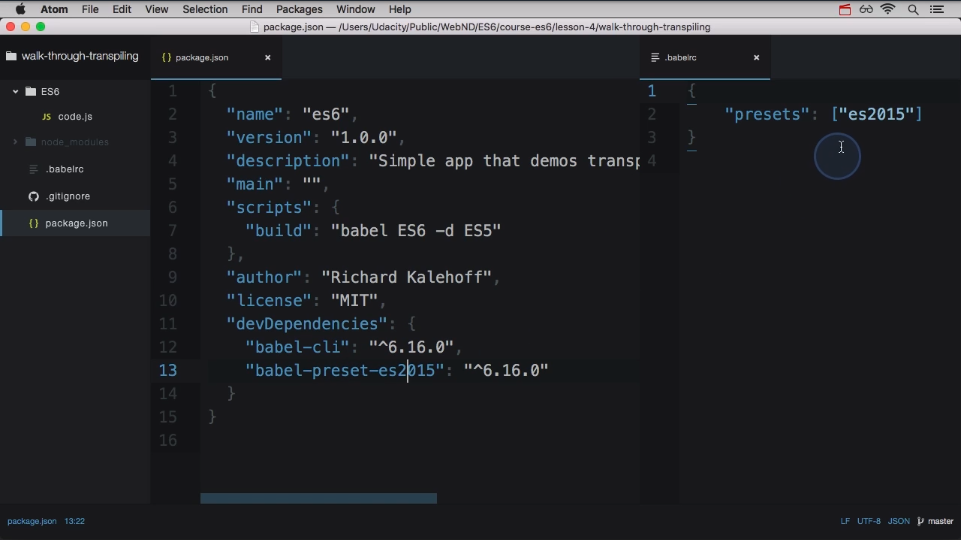 Atom File Edit View Selection Find Packages Window Help
package.json — /Users/Udacity/Public/WebND/ES6/course-es6/lesson-4/walk-through-transpiling
walk-through-transpiling
ES6
JS code.js
node_modules
.babelrc
.gitignore
{} package.json
{} package.json ×
1 {
2 "name": "es6",
3 "version": "1.0.0",
4 "description": "Simple app that demos transp
5 "main": "",
6 "scripts": {
7 "build": "babel ES6 -d ES5"
8 },
9 "author": "Richard Kalehoff",
10 "license": "MIT",
11 "devDependencies": {
12 "babel-cli": "^6.16.0",
13 "babel-preset-es2015": "^6.16.0"
14 }
15 }
16
.babelrc ×
1 {
2 "presets": ["es2015"]
3 }
4
package.json 13:22
LF UTF-8 JSON master